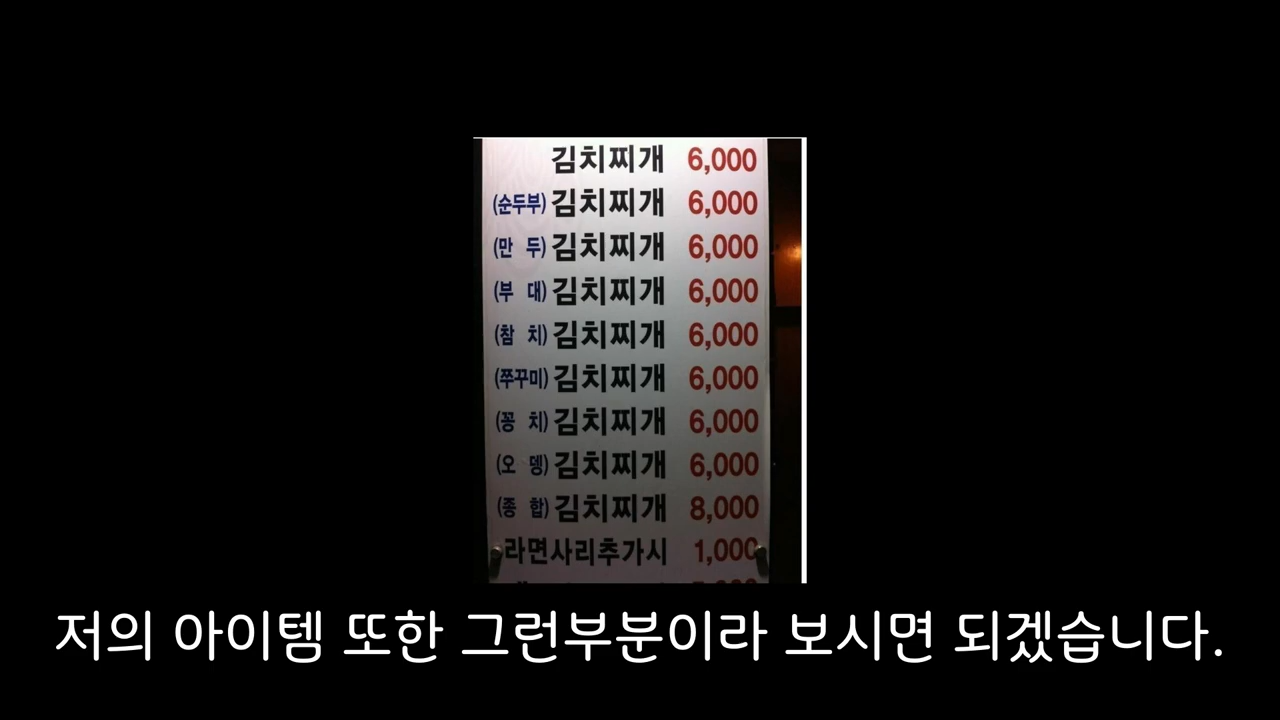 김치찌개 6,000
(순두부)김치찌개 6,000
(만 두)김치찌개 6,000
(부 대)김치찌개 6,000
(참 치)김치찌개 6,000
(쭈꾸미)김치찌개 6,000
(꽁 치)김치찌개 6,000
(오 뎅)김치찌개 6,000
(종 합)김치찌개 8,000
라면사리추가시 1,000
저의 아이템 또한 그런부분이라 보시면 되겠습니다.